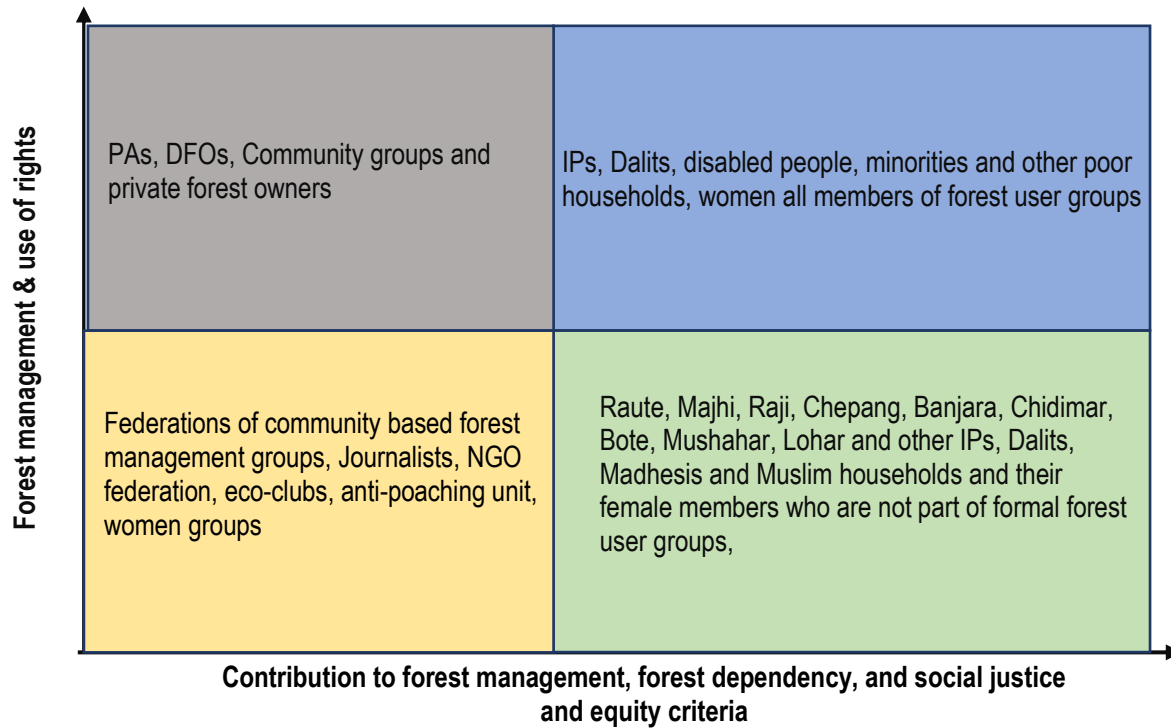 Forest management & use of rights
PAs, DFOs, Community groups and
private forest owners
IPs, Dalits, disabled people, minorities and other poor
households, women all members of forest user groups
Federations of community based forest
management groups, Journalists, NGO
federation, eco-clubs, anti-poaching unit,
women groups
Raute, Majhi, Raji, Chepang, Banjara, Chidimar,
Bote, Mushahar, Lohar and other IPs, Dalits,
Madhesis and Muslim households and their
female members who are not part of formal forest
user groups,
Contribution to forest management, forest dependency, and social justice
and equity criteria